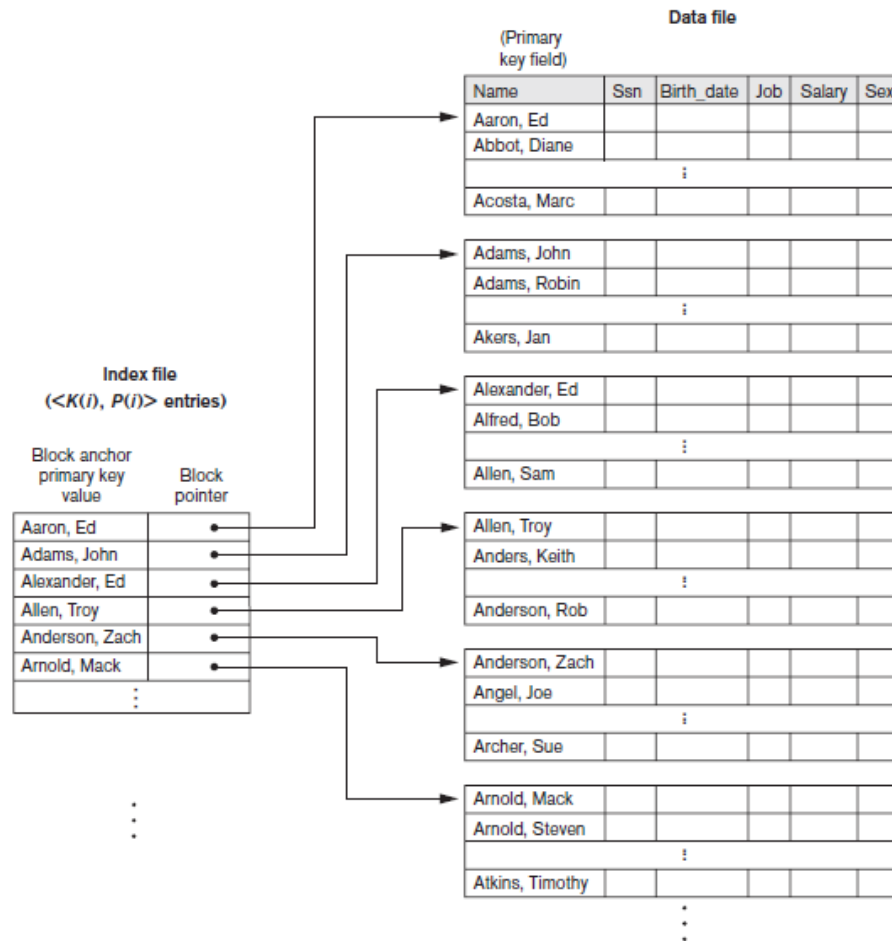 Data file
(Primary
key field)
Name Ssn Birth_date Job Salary Sex
Aaron, Ed
Abbot, Diane
⋮
Acosta, Marc
Adams, John
Adams, Robin
⋮
Akers, Jan
Alexander, Ed
Alfred, Bob
⋮
Allen, Sam
Allen, Troy
Anders, Keith
⋮
Anderson, Rob
Anderson, Zach
Angel, Joe
⋮
Archer, Sue
Arnold, Mack
Arnold, Steven
⋮
Atkins, Timothy
⋮
Index file
(<K(i), P(i)> entries)
Block anchor
primary key
value
Block
pointer
Aaron, Ed
Adams, John
Alexander, Ed
Allen, Troy
Anderson, Zach
Arnold, Mack
⋮
⋮